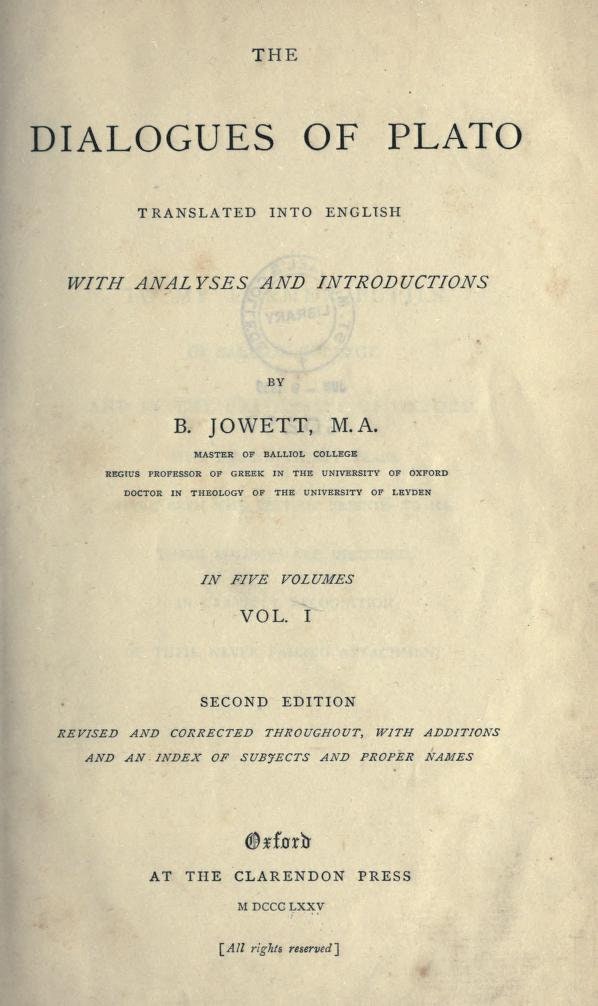 THE
DIALOGUES OF PLATO
TRANSLATED INTO ENGLISH
WITH ANALYSES AND INTRODUCTIONS
BY
B. JOWETT, M.A.
MASTER OF BALLIOL COLLEGE
REGIUS PROFESSOR OF GREEK IN THE UNIVERSITY OF OXFORD
DOCTOR IN THEOLOGY OF THE UNIVERSITY OF LEYDEN
IN FIVE VOLUMES
VOL. I
SECOND EDITION
REVISED AND CORRECTED THROUGHOUT, WITH ADDITIONS
AND AN INDEX OF SUBJECTS AND PROPER NAMES
Oxford
AT THE CLARENDON PRESS
M DCCC LXXV
[All rights reserved]